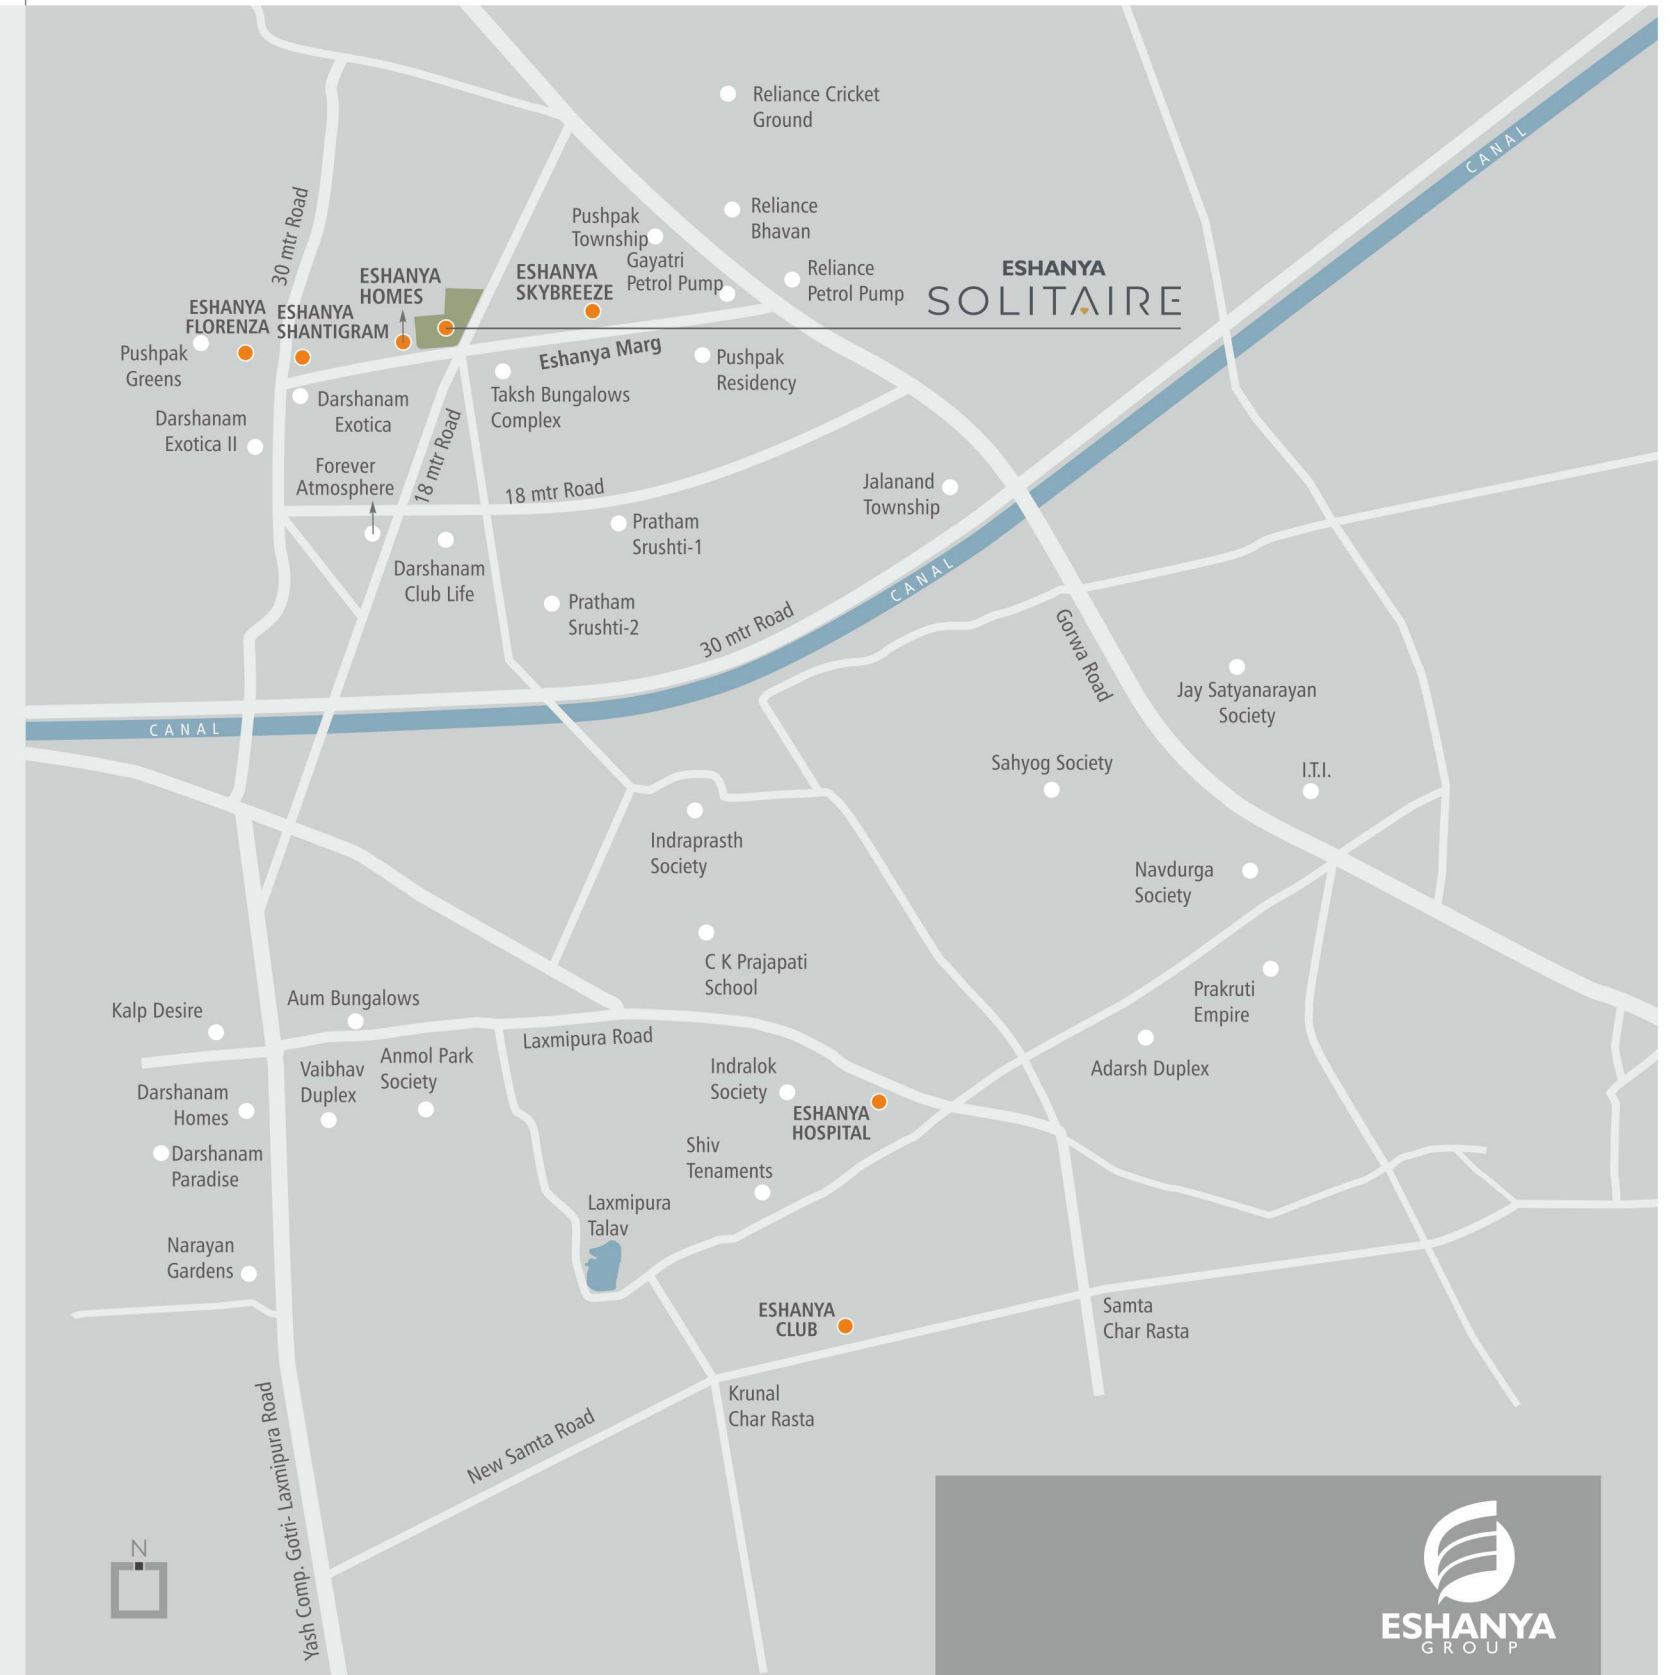 Reliance Cricket
Ground
CANAL
30 mtr Road
Reliance
Bhavan
Pushpak
Township
Gayatri
Petrol Pump
Reliance
Petrol Pump
ESHANYA
SOLITAIRE
ESHANYA
HOMES
ESHANYA
SKYBREEZE
ESHANYA
FLORENZA
ESHANYA
SHANTIGRAM
Pushpak
Greens
Eshanya Marg
Pushpak
Residency
Taksh Bungalows
Complex
Darshanam
Exotica
Darshanam
Exotica II
18 mtr Road
Forever
Atmosphere
18 mtr Road
Jalanand
Township
Pratham
Srushti-1
Darshanam
Club Life
Pratham
Srushti-2
CANAL
30 mtr Road
Gorwa Road
Jay Satyanarayan
Society
CANAL
Sahyog Society
I.T.I.
Indraprasth
Society
Navdurga
Society
C K Prajapati
School
Prakruti
Empire
Kalp Desire
Aum Bungalows
Laxmipura Road
Anmol Park
Society
Vaibhav
Duplex
Indralok
Society
Adarsh Duplex
Darshanam
Homes
ESHANYA
HOSPITAL
Shiv
Tenaments
Darshanam
Paradise
Laxmipura
Talav
Narayan
Gardens
ESHANYA
CLUB
Samta
Char Rasta
Krunal
Char Rasta
New Samta Road
Yash Comp. Gotri- Laxmipura Road
N
ESHANYA
GROUP